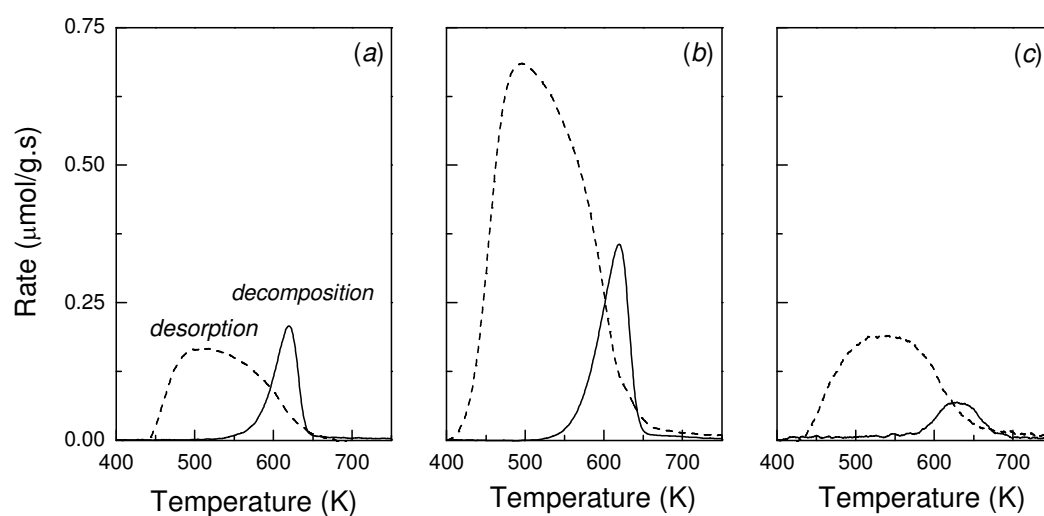 (a)
(b)
(c)
0.75
0.50
0.25
0.00
Rate (μmol/g.s)
decomposition
desorption
400 500 600 700
400 500 600 700
400 500 600 700
Temperature (K)
Temperature (K)
Temperature (K)